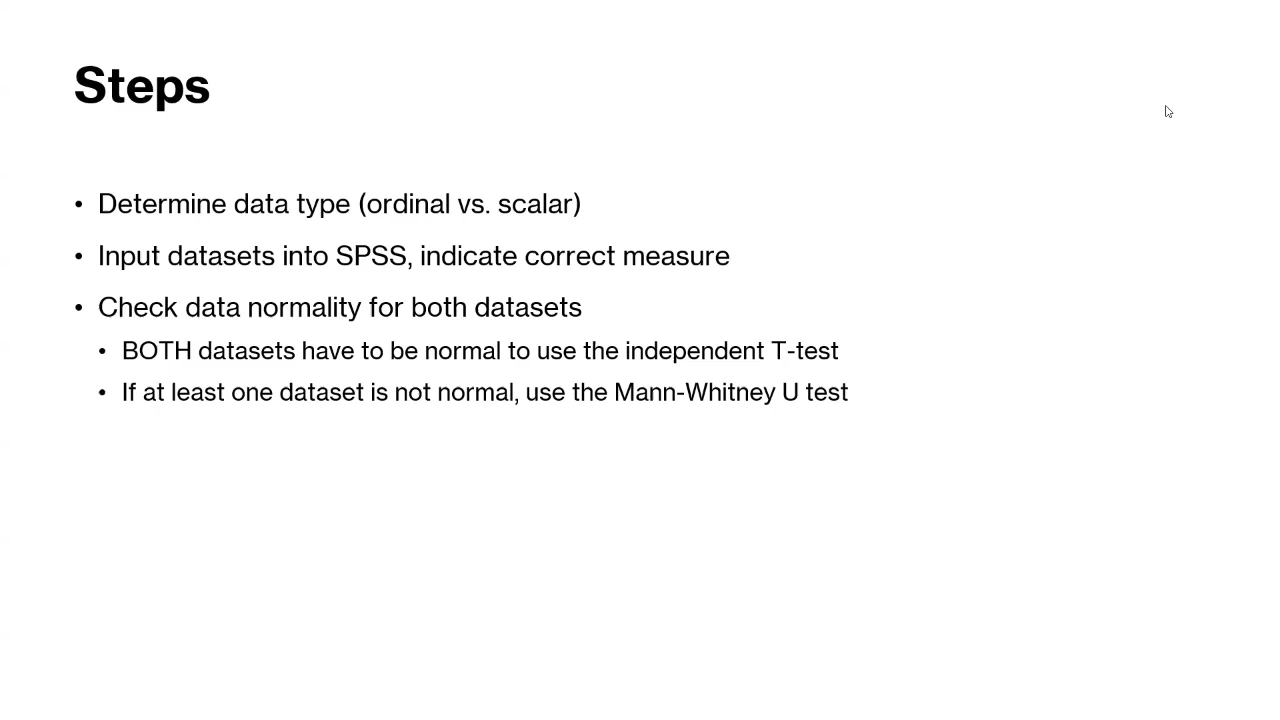 Steps
• Determine data type (ordinal vs. scalar)
• Input datasets into SPSS, indicate correct measure
• Check data normality for both datasets
• BOTH datasets have to be normal to use the independent T-test
• If at least one dataset is not normal, use the Mann-Whitney U test